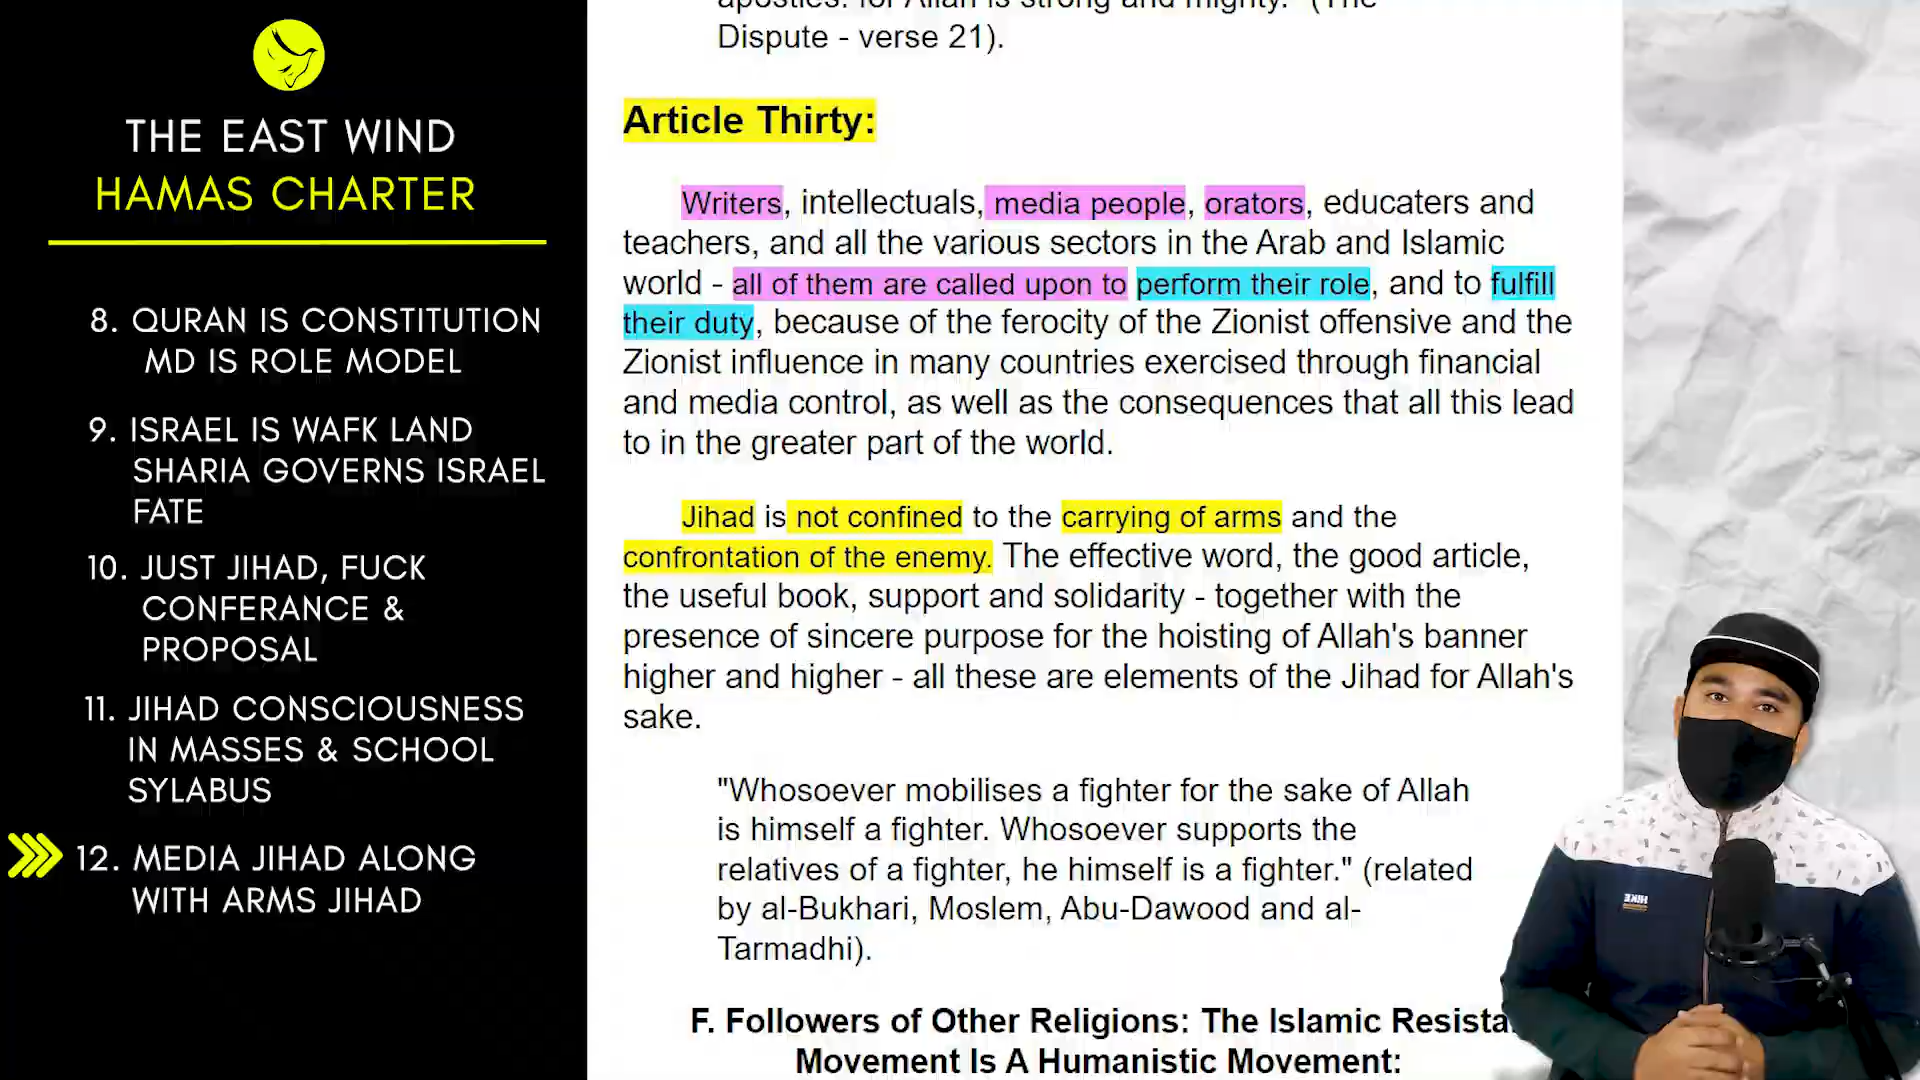 THE EAST WIND
HAMAS CHARTER
8. QURAN IS CONSTITUTION
MD IS ROLE MODEL
9. ISRAEL IS WAFK LAND
SHARIA GOVERNS ISRAEL
FATE
10. JUST JIHAD, FUCK
CONFERANCE &
PROPOSAL
11. JIHAD CONSCIOUSNESS
IN MASSES & SCHOOL
SYLABUS
12. MEDIA JIHAD ALONG
WITH ARMS JIHAD
apostles: for Allah is strong and mighty." (The
Dispute - verse 21).
Article Thirty:
Writers, intellectuals, media people, orators, educaters and
teachers, and all the various sectors in the Arab and Islamic
world - all of them are called upon to perform their role, and to fulfill
their duty, because of the ferocity of the Zionist offensive and the
Zionist influence in many countries exercised through financial
and media control, as well as the consequences that all this lead
to in the greater part of the world.
Jihad is not confined to the carrying of arms and the
confrontation of the enemy. The effective word, the good article,
the useful book, support and solidarity - together with the
presence of sincere purpose for the hoisting of Allah's banner
higher and higher - all these are elements of the Jihad for Allah's
sake.
"Whosoever mobilises a fighter for the sake of Allah
is himself a fighter. Whosoever supports the
relatives of a fighter, he himself is a fighter." (related
by al-Bukhari, Moslem, Abu-Dawood and al-
Tarmadhi).
F. Followers of Other Religions: The Islamic Resista
Movement Is A Humanistic Movement:
HIKE